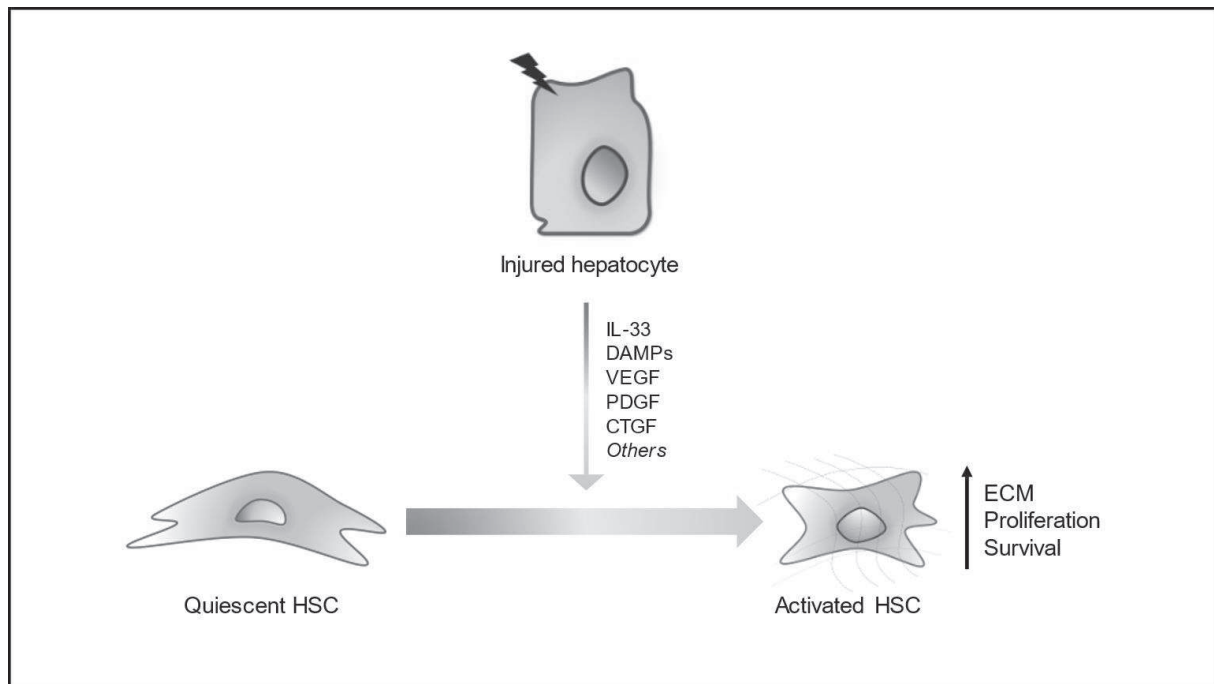 Injured hepatocyte
IL-33
DAMPs
VEGF
PDGF
CTGF
Others
ECM
Proliferation
Survival
Quiescent HSC
Activated HSC